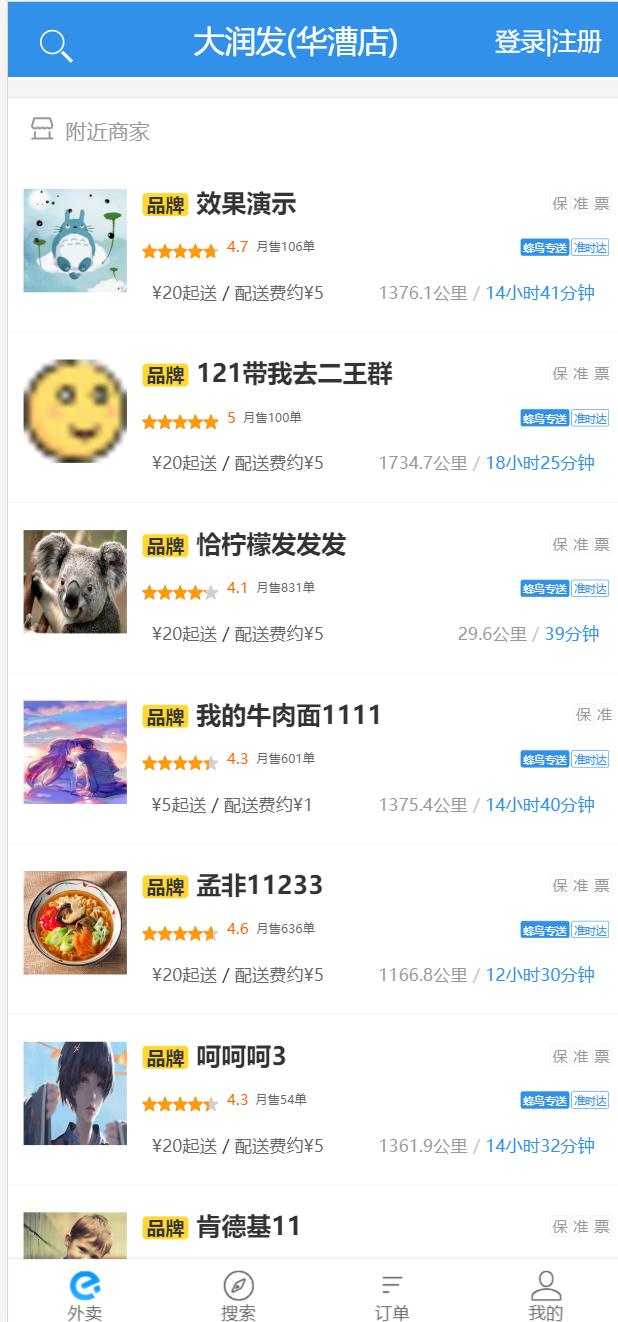 大润发(华漕店) 登录|注册
附近商家
品牌 效果演示 保 准 票
4.7 月售106单 蜂鸟专送 准时达
¥20起送 / 配送费约¥5 1376.1公里 / 14小时41分钟
品牌 121带我去二王群 保 准 票
5 月售100单 蜂鸟专送 准时达
¥20起送 / 配送费约¥5 1734.7公里 / 18小时25分钟
品牌 恰柠檬发发发 保 准 票
4.1 月售831单 蜂鸟专送 准时达
¥20起送 / 配送费约¥5 29.6公里 / 39分钟
品牌 我的牛肉面1111 保 准
4.3 月售601单 蜂鸟专送 准时达
¥5起送 / 配送费约¥1 1375.4公里 / 14小时40分钟
品牌 孟非11233 保 准 票
4.6 月售636单 蜂鸟专送 准时达
¥20起送 / 配送费约¥5 1166.8公里 / 12小时30分钟
品牌 呵呵呵3 保 准 票
4.3 月售54单 蜂鸟专送 准时达
¥20起送 / 配送费约¥5 1361.9公里 / 14小时32分钟
品牌 肯德基11 保 准 票
外卖 搜索 订单 我的